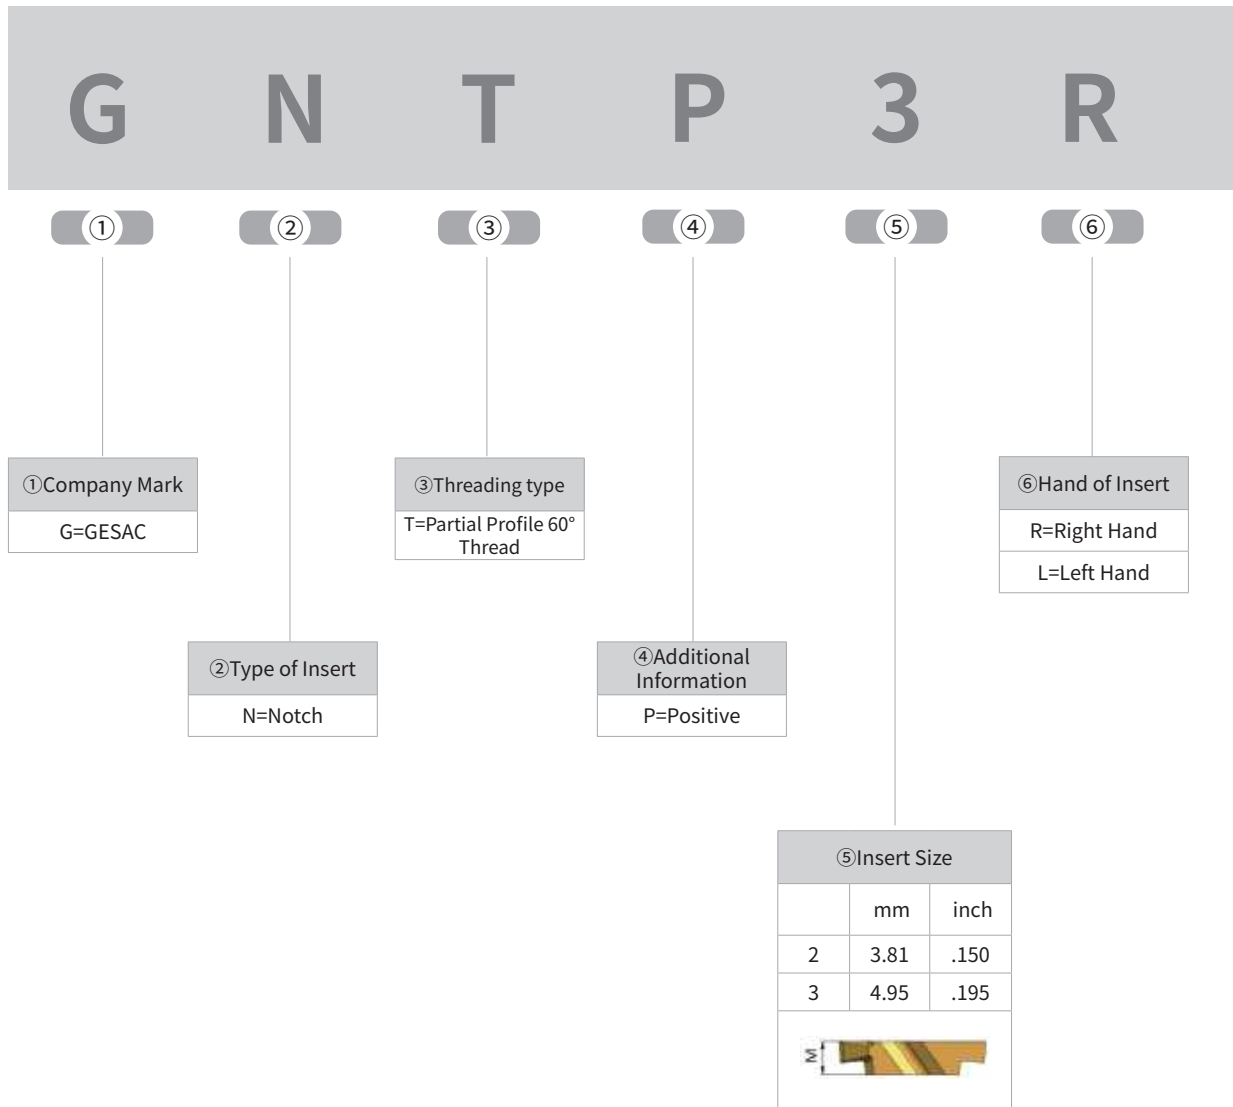 G N T P 3 R
① ② ③ ④ ⑤ ⑥
①Company Mark
G=GESAC
②Type of Insert
N=Notch
③Threading type
T=Partial Profile 60°
Thread
④Additional
Information
P=Positive
⑤Insert Size
mm inch
2 3.81 .150
3 4.95 .195
M
⑥Hand of Insert
R=Right Hand
L=Left Hand